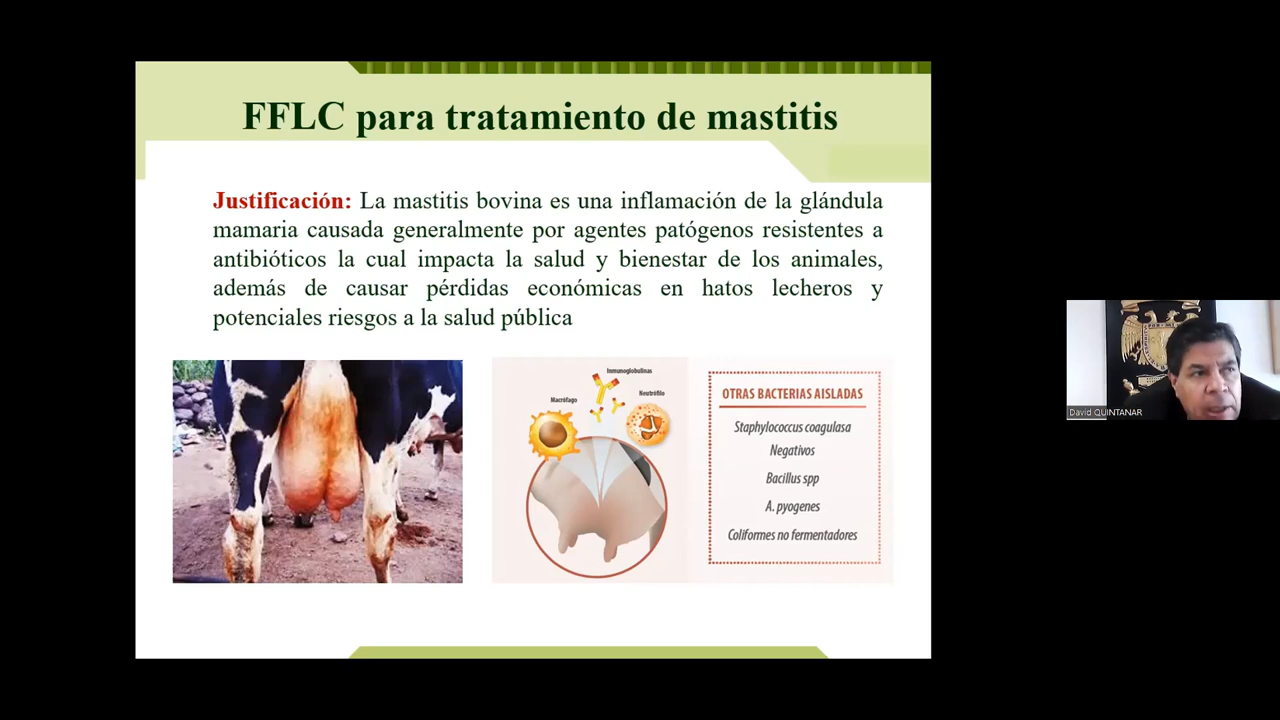 FFLC para tratamiento de mastitis
Justificación: La mastitis bovina es una inflamación de la glándula
mamaria causada generalmente por agentes patógenos resistentes a
antibióticos la cual impacta la salud y bienestar de los animales,
además de causar pérdidas económicas en hatos lecheros y
potenciales riesgos a la salud pública
Inmunoglobulinas
Macrófago
Neutrófilo
OTRAS BACTERIAS AISLADAS
Staphylococcus coagulasa
Negativos
Bacillus spp
A. pyogenes
Coliformes no fermentadores
David QUINTANAR